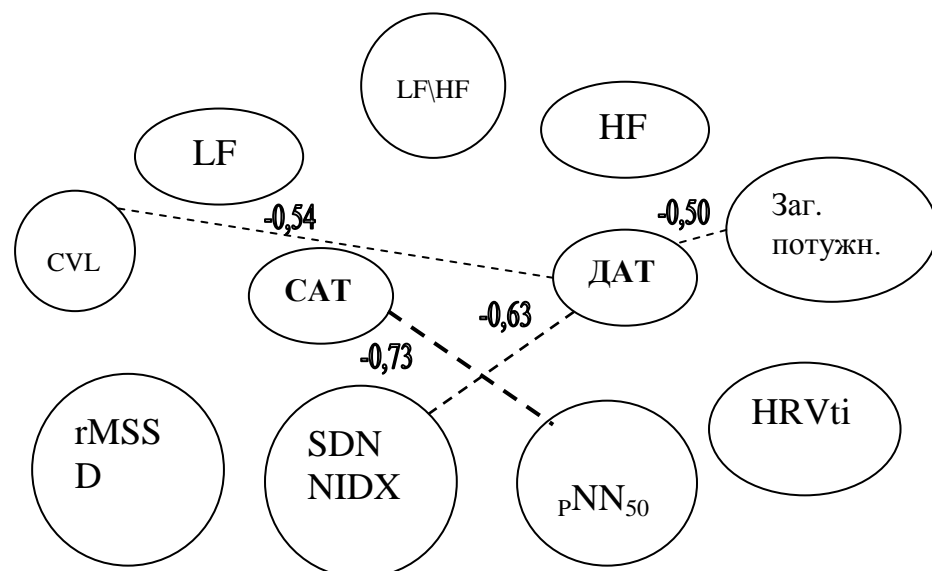 LF\HF
HF
LF
Заг.
потужн.
-0,54
-0,50
CVL
САТ
ДАТ
-0,63
-0,73
rMSS
D
SDN
NIDX
PNN50
HRVti